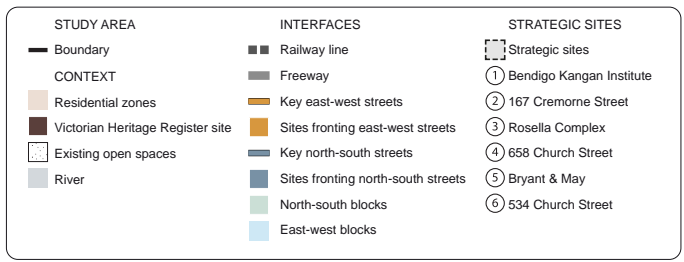 STUDY AREA
Boundary
CONTEXT
Residential zones
Victorian Heritage Register site
Existing open spaces
River
INTERFACES
Railway line
Freeway
Key east-west streets
Sites fronting east-west streets
Key north-south streets
Sites fronting north-south streets
North-south blocks
East-west blocks
STRATEGIC SITES
Strategic sites
1 Bendigo Kangan Institute
2 167 Cremorne Street
3 Rosella Complex
4 658 Church Street
5 Bryant & May
6 534 Church Street